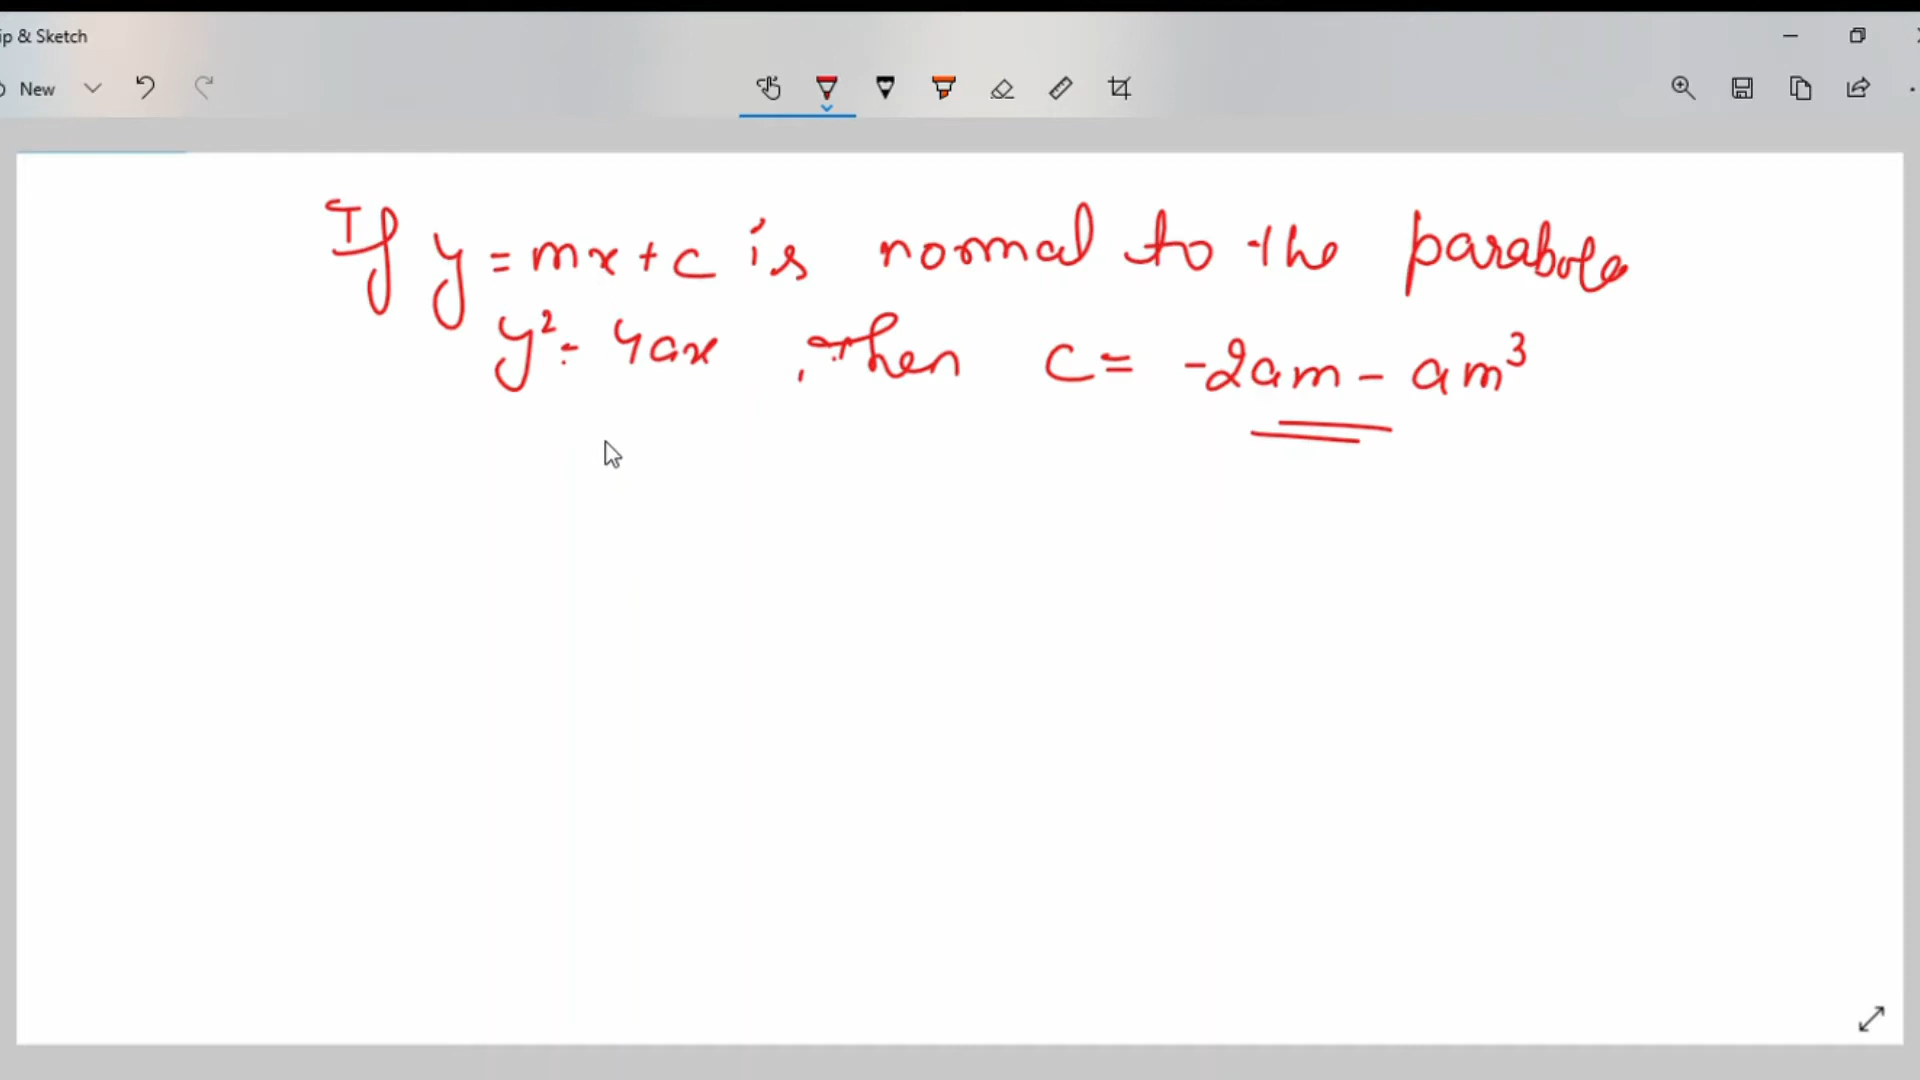 ip & Sketch
New
If y = mx + c is normal to the parabola
y² = 4ax , then c = -2am - am³